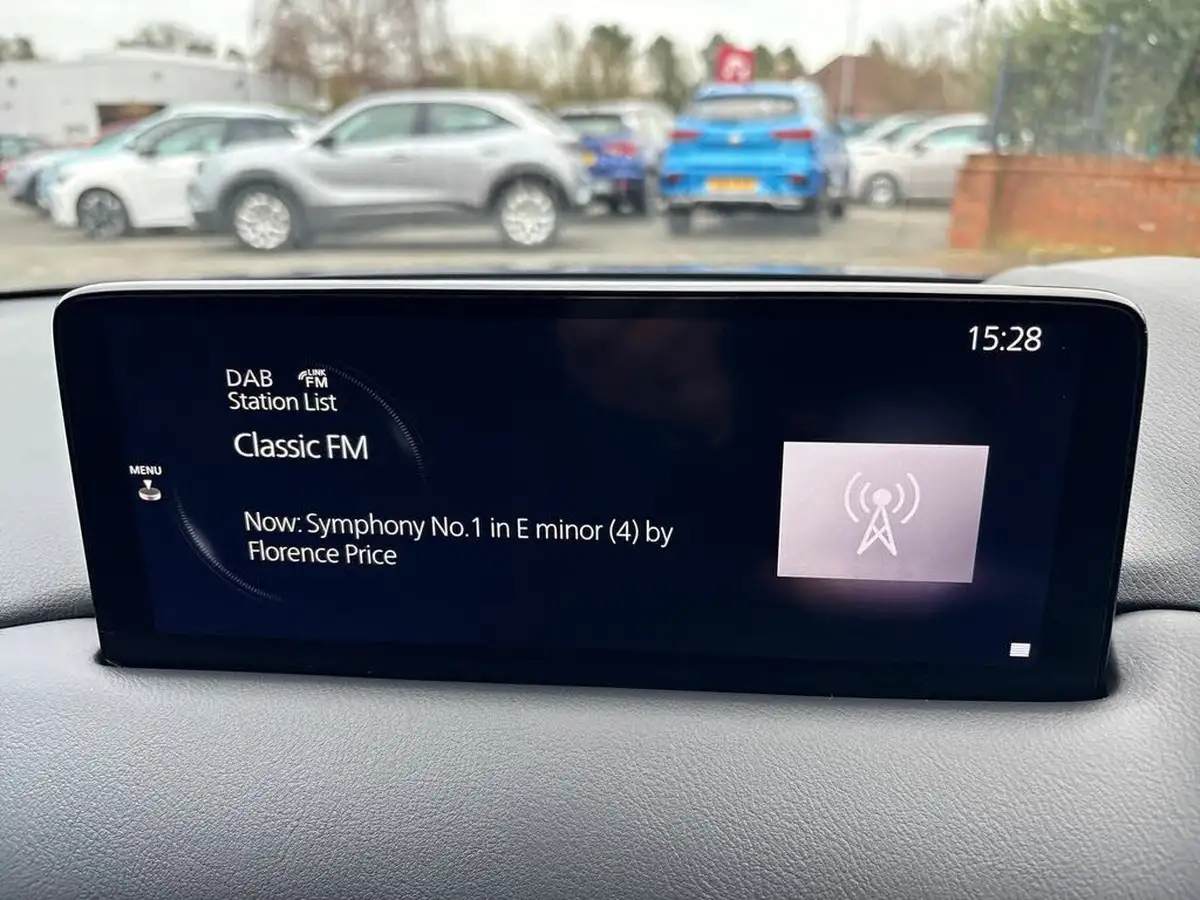 15:28
DAB LINK FM
Station List
Classic FM
MENU
Now: Symphony No.1 in E minor (4) by
Florence Price